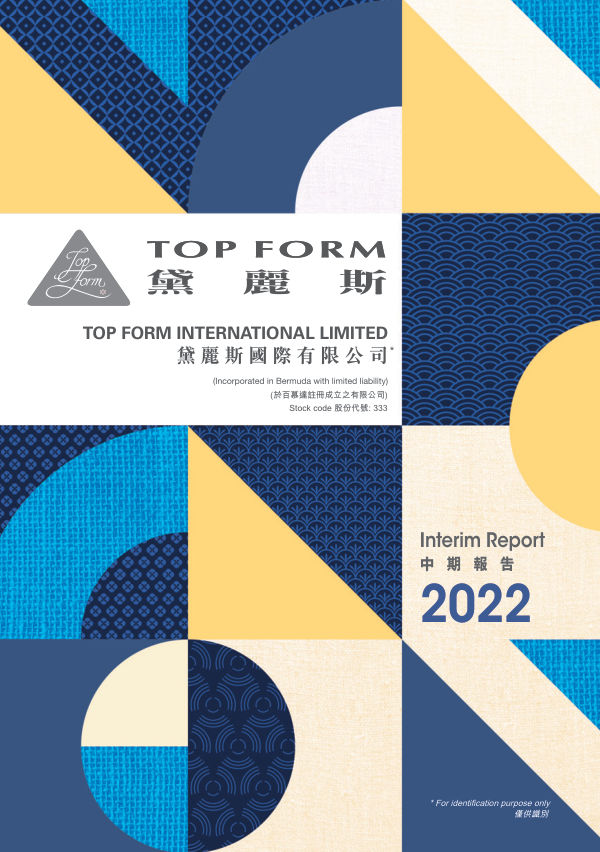 Top
Form
TOP FORM
黛麗斯
TOP FORM INTERNATIONAL LIMITED
黛麗斯國際有限公司*
(Incorporated in Bermuda with limited liability)
(於百慕達註冊成立之有限公司)
Stock code 股份代號: 333
Interim Report
中期報告
2022
* For identification purpose only
僅供識別